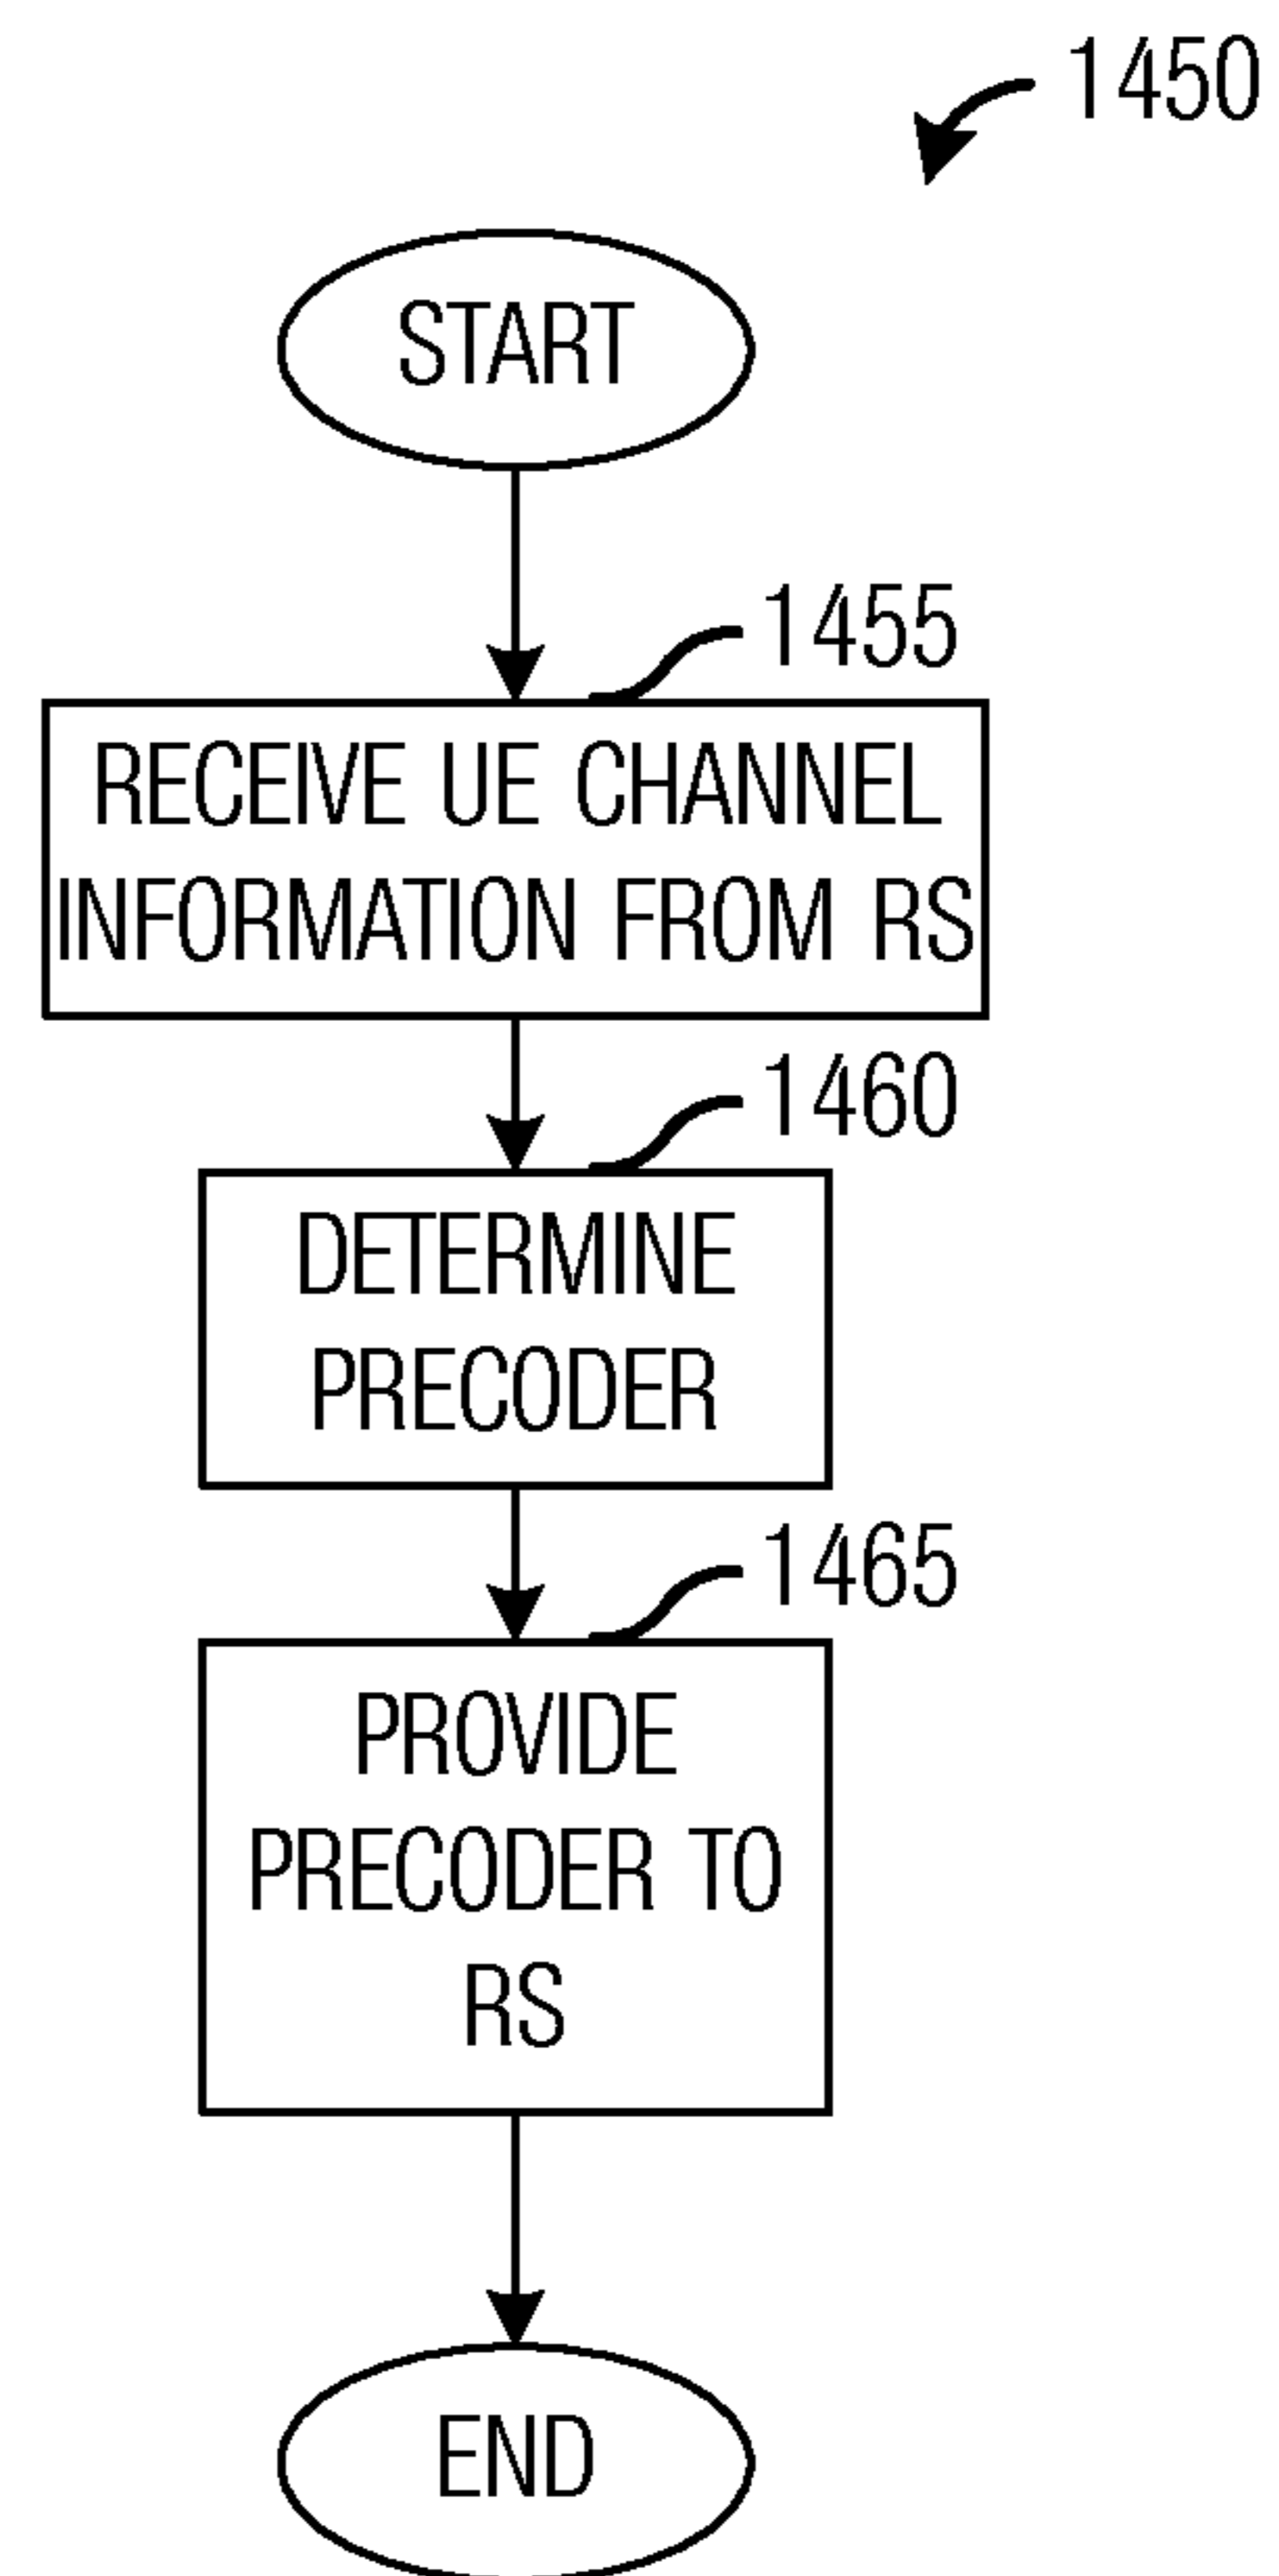 1450
START
1455
RECEIVE UE CHANNEL
INFORMATION FROM RS
1460
DETERMINE
PRECODER
1465
PROVIDE
PRECODER TO
RS
END